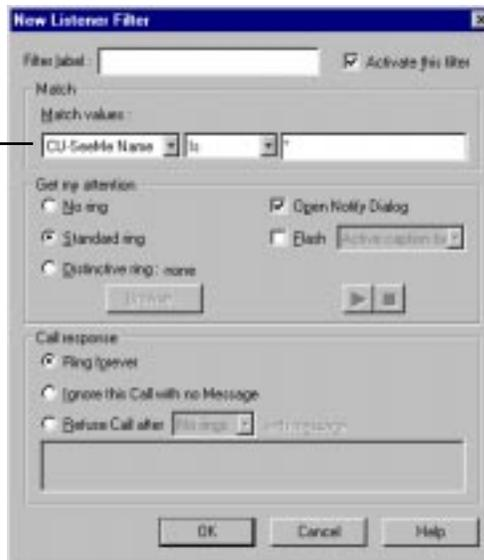 New Listener Filter
Filter label :
Activate this filter
Match
Match values :
CU-SeeMe Name Is *
Get my attention
No ring
Open Notify Dialog
Standard ring
Flash Active caption
Distinctive ring : none
Browse
Call response
Ring forever
Ignore this Call with no Message
Refuse Call after No rings with message
OK Cancel Help